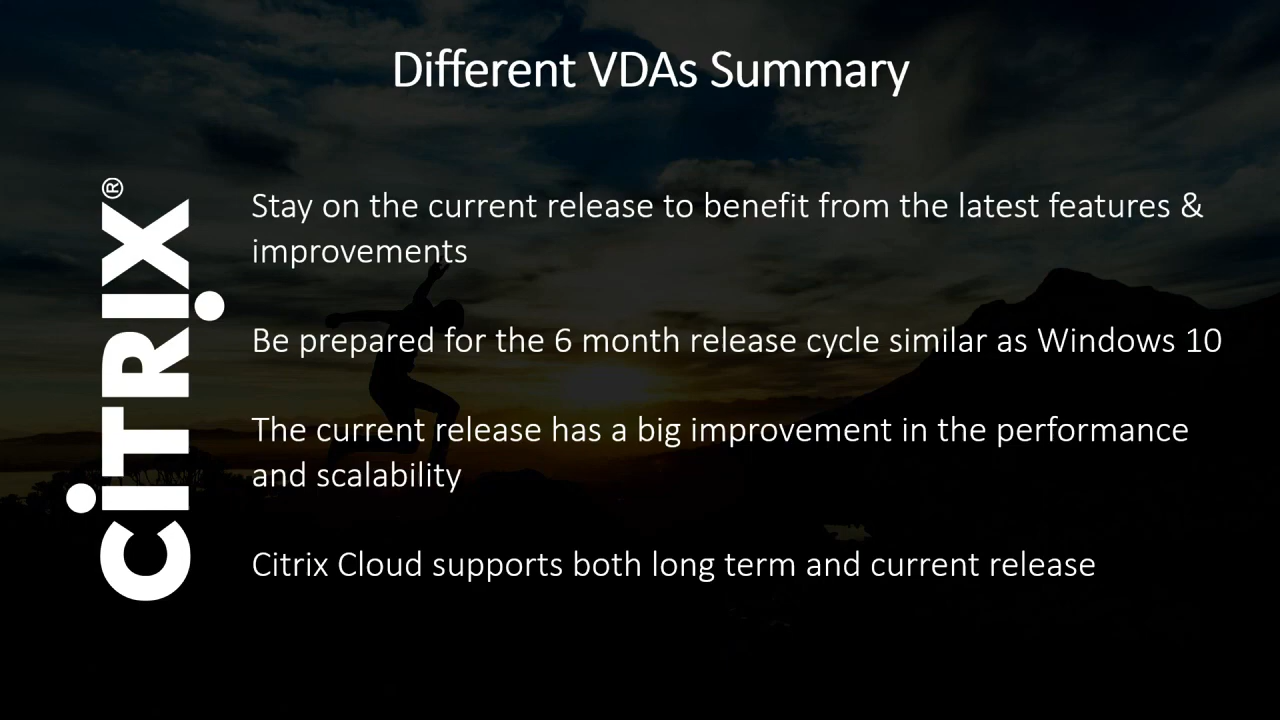 Different VDAs Summary
CiTRiX®
Stay on the current release to benefit from the latest features &
improvements
Be prepared for the 6 month release cycle similar as Windows 10
The current release has a big improvement in the performance
and scalability
Citrix Cloud supports both long term and current release